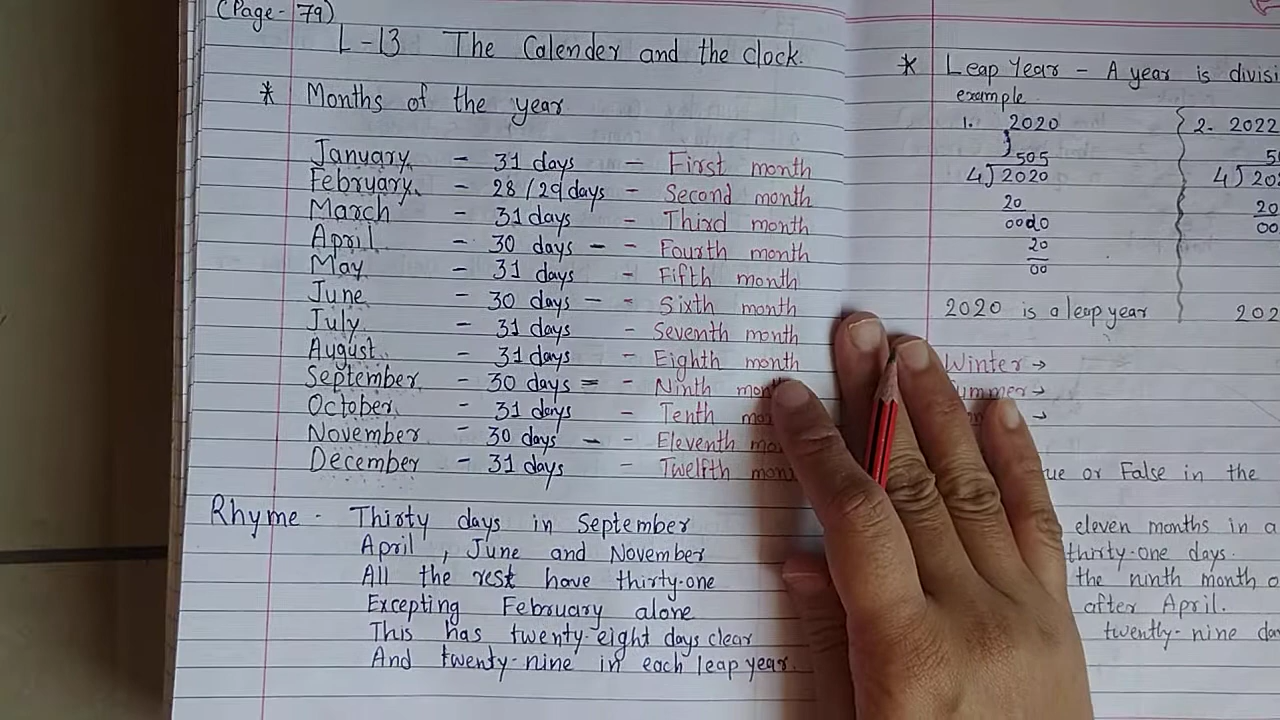 (Page - 79)
L-13 The Calender and the clock.
* Months of the year
January - 31 days - First month
February - 28/29 days - Second month
March - 31 days - Third month
April - 30 days - - Fourth month
May - 31 days - Fifth month
June - 30 days - - Sixth month
July - 31 days - Seventh month
August - 31 days - Eighth month
September - 30 days = - Ninth
October - 31 days - Tenth
November - 30 days - Eleventh
December - 31 days - Twelfth
Rhyme - Thirty days in September
April, June and November
All the rest have thirty-one
Excepting February alone
This has twenty-eight days clear
And twenty-nine in each leap year.
* Leap Year - A year is
example
1. 2020
505
4)2020
20
0020
20
00
2020 is a leap year
2. 2022
4)
20
00
Winter →
→
→
or False in the
eleven months in a
thirty-one days.
the ninth month
after April.
twently-nine